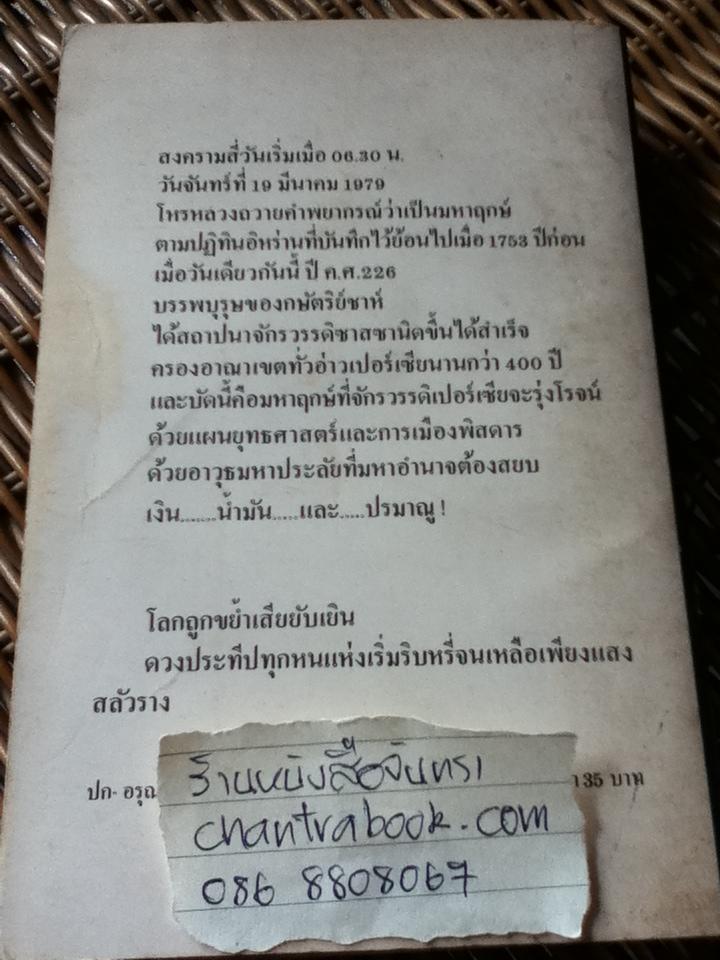 สงครามสี่วันเริ่มเมื่อ 06.30 น.
วันจันทร์ที่ 19 มีนาคม 1979
โหรหลวงถวายคำพยากรณ์ว่าเป็นมหาฤกษ์
ตามปฏิทินอิหร่านที่บันทึกไว้ย้อนไปเมื่อ 1753 ปีก่อน
เมื่อวันเดียวกันนี้ ปี ค.ศ.226
บรรพบุรุษของกษัตริย์ชาห์
ได้สถาปนาจักรวรรดิซาสซานิดขึ้นได้สำเร็จ
ครองอาณาเขตทั่วอ่าวเปอร์เซียนานกว่า 400 ปี
และบัดนี้คือมหาฤกษ์ที่จักรวรรดิเปอร์เซียจะรุ่งโรจน์
ด้วยแผนยุทธศาสตร์และการเมืองพิสดาร
ด้วยอาวุธมหาประลัยที่มหาอำนาจต้องสยบ
เงิน........น้ำมัน.....และ.....ปรมาณู !
โลกถูกขย้ำเสียยับเยิน
ดวงประทีปทุกหนแห่งเริ่มริบหรี่จนเหลือเพียงแสง
สลัวราง
ปก- อรุณ 35 บาท
ร้านหนังสือจันทรา
chantrabook.com
086 8808067